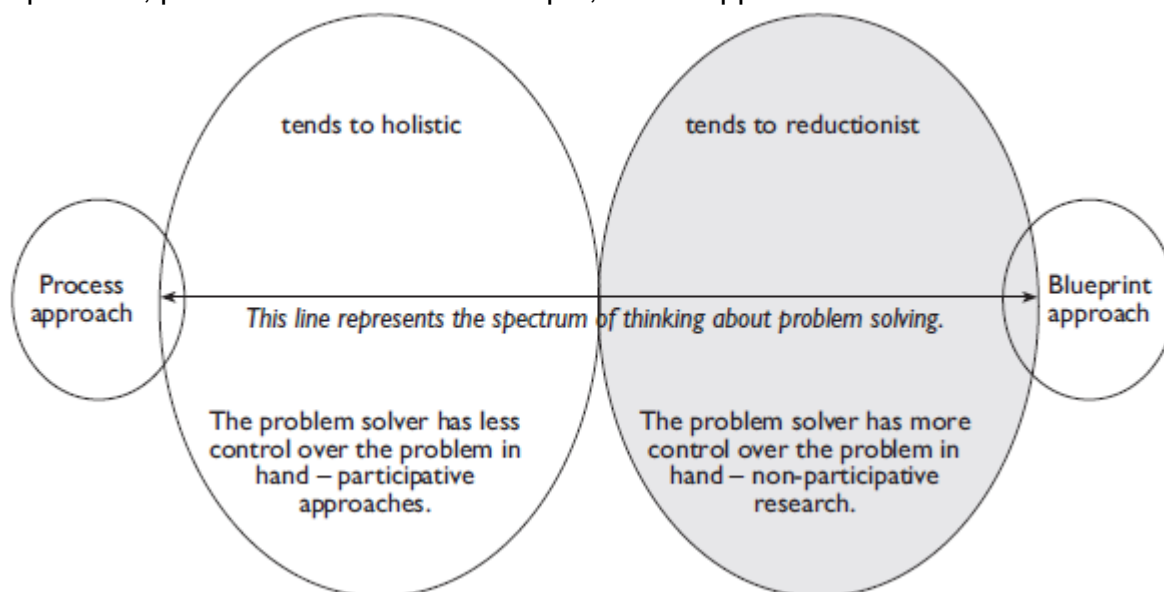 tends to holistic
tends to reductionist
Process
approach
Blueprint
approach
This line represents the spectrum of thinking about problem solving.
The problem solver has less
control over the problem in
hand – participative
approaches.
The problem solver has more
control over the problem in
hand – non-participative
research.